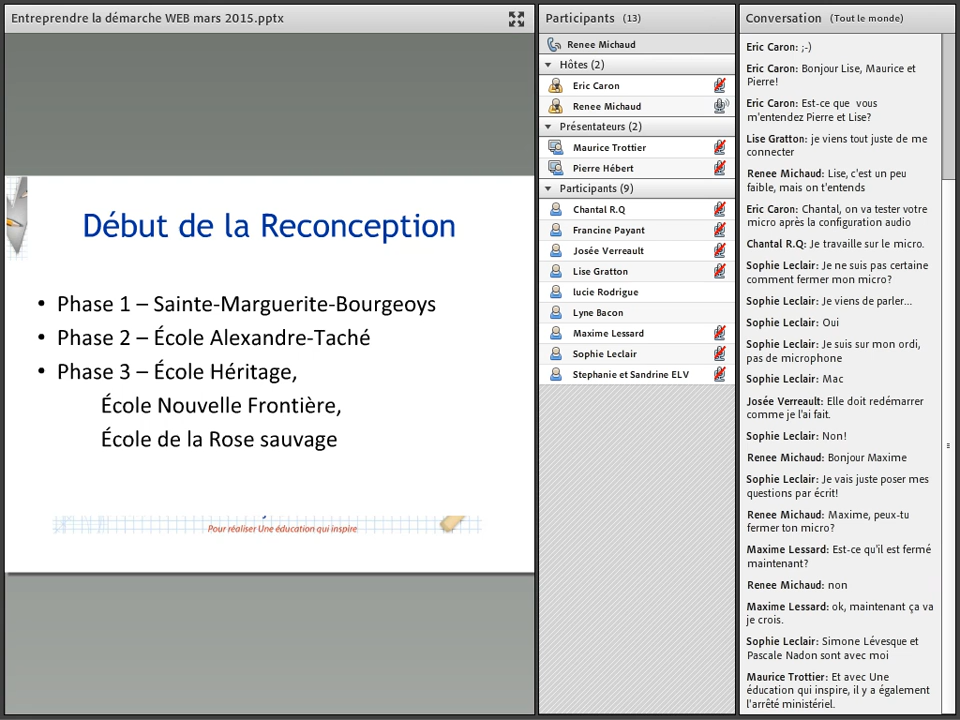 Entreprendre la démarche WEB mars 2015.pptx
Début de la Reconception
• Phase 1 – Sainte-Marguerite-Bourgeoys
• Phase 2 – École Alexandre-Taché
• Phase 3 – École Héritage,
École Nouvelle Frontière,
École de la Rose sauvage
Pour réaliser Une éducation qui inspire
Participants (13)
Renee Michaud
Hôtes (2)
Eric Caron
Renee Michaud
Présentateurs (2)
Maurice Trottier
Pierre Hébert
Participants (9)
Chantal R.Q
Francine Payant
Josée Verreault
Lise Gratton
lucie Rodrigue
Lyne Bacon
Maxime Lessard
Sophie Leclair
Stephanie et Sandrine ELV
Conversation (Tout le monde)
Eric Caron: ;-)
Eric Caron: Bonjour Lise, Maurice et
Pierre!
Eric Caron: Est-ce que vous
m'entendez Pierre et Lise?
Lise Gratton: je viens tout juste de me
connecter
Renee Michaud: Lise, c'est un peu
faible, mais on t'entends
Eric Caron: Chantal, on va tester votre
micro après la configuration audio
Chantal R.Q: Je travaille sur le micro.
Sophie Leclair: Je ne suis pas certaine
comment fermer mon micro?
Sophie Leclair: Je viens de parler...
Sophie Leclair: Oui
Sophie Leclair: Je suis sur mon ordi,
pas de microphone
Sophie Leclair: Mac
Josée Verreault: Elle doit redémarrer
comme je l'ai fait.
Sophie Leclair: Non!
Renee Michaud: Bonjour Maxime
Sophie Leclair: Je vais juste poser mes
questions par écrit!
Renee Michaud: Maxime, peux-tu
fermer ton micro?
Maxime Lessard: Est-ce qu'il est fermé
maintenant?
Renee Michaud: non
Maxime Lessard: ok, maintenant ça va
je crois.
Sophie Leclair: Simone Lévesque et
Pascale Nadon sont avec moi
Maurice Trottier: Et avec Une
éducation qui inspire, il y a également
l'arrêté ministériel.